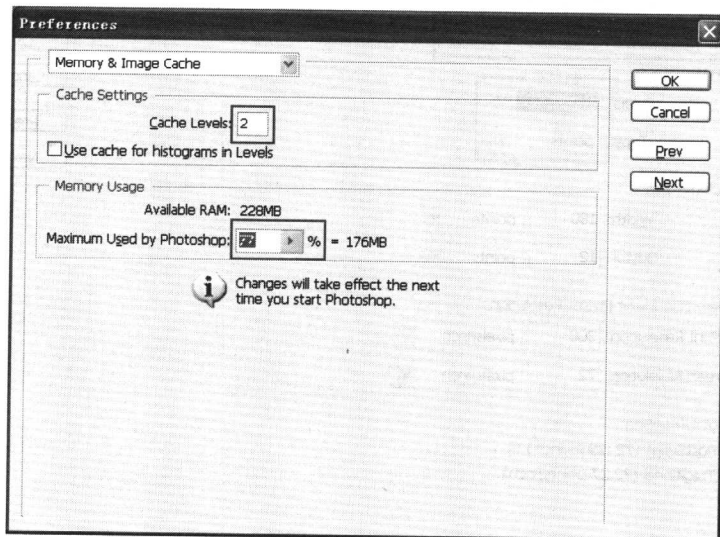 Preferences
Memory & Image Cache
OK
Cancel
Prev
Next
Cache Settings
Cache Levels: 2
Use cache for histograms in Levels
Memory Usage
Available RAM: 228MB
Maximum Used by Photoshop: 77 % = 176MB
Changes will take effect the next
time you start Photoshop.